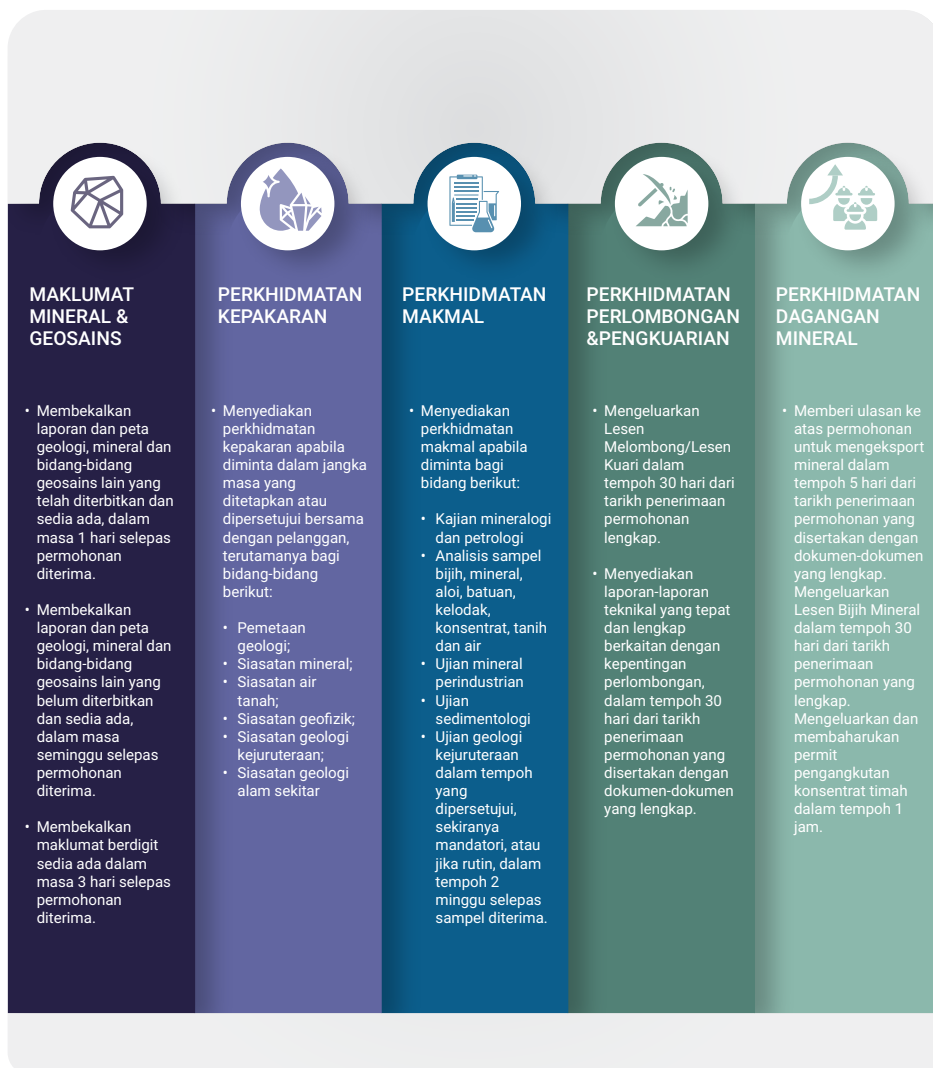 MAKLUMAT
MINERAL &
GEOSAINS
• Membekalkan
laporan dan peta
geologi, mineral dan
bidang-bidang
geosains lain yang
telah diterbitkan dan
sedia ada, dalam
masa 1 hari selepas
permohonan
diterima.
• Membekalkan
laporan dan peta
geologi, mineral dan
bidang-bidang
geosains lain yang
belum diterbitkan
dan sedia ada,
dalam masa
seminggu selepas
permohonan
diterima.
• Membekalkan
maklumat berdigit
sedia ada dalam
masa 3 hari selepas
permohonan
diterima.
PERKHIDMATAN
KEPAKARAN
• Menyediakan
perkhidmatan
kepakaran apabila
diminta dalam jangka
masa yang
ditetapkan atau
dipersetujui bersama
dengan pelanggan,
terutamanya bagi
bidang-bidang
berikut:
• Pemetaan
geologi;
• Siasatan mineral;
• Siasatan air
tanah;
• Siasatan geofizik;
• Siasatan geologi
kejuruteraan;
• Siasatan geologi
alam sekitar
PERKHIDMATAN
MAKMAL
• Menyediakan
perkhidmatan
makmal apabila
diminta bagi
bidang berikut:
• Kajian mineralogi
dan petrologi
• Analisis sampel
bijih, mineral,
aloi, batuan,
kelodak,
konsentrat, tanih
dan air
• Ujian mineral
perindustrian
• Ujian
sedimentologi
• Ujian geologi
kejuruteraan
dalam tempoh
yang
dipersetujui,
sekiranya
mandatori, atau
jika rutin, dalam
tempoh 2
minggu selepas
sampel diterima.
PERKHIDMATAN
PERLOMBONGAN
&PENGKUARIAN
• Mengeluarkan
Lesen
Melombong/Lesen
Kuari dalam
tempoh 30 hari dari
tarikh penerimaan
permohonan
lengkap.
• Menyediakan
laporan-laporan
teknikal yang tepat
dan lengkap
berkaitan dengan
kepentingan
perlombongan,
dalam tempoh 30
hari dari tarikh
penerimaan
permohonan yang
disertakan dengan
dokumen-dokumen
yang lengkap.
PERKHIDMATAN
DAGANGAN
MINERAL
• Memberi ulasan ke
atas permohonan
untuk mengeksport
mineral dalam
tempoh 5 hari dari
tarikh penerimaan
permohonan yang
disertakan dengan
dokumen-dokumen
yang lengkap.
Mengeluarkan
Lesen Bijih Mineral
dalam tempoh 30
hari dari tarikh
penerimaan
permohonan yang
lengkap.
Mengeluarkan dan
membaharukan
permit
pengangkutan
konsentrat timah
dalam tempoh 1
jam.